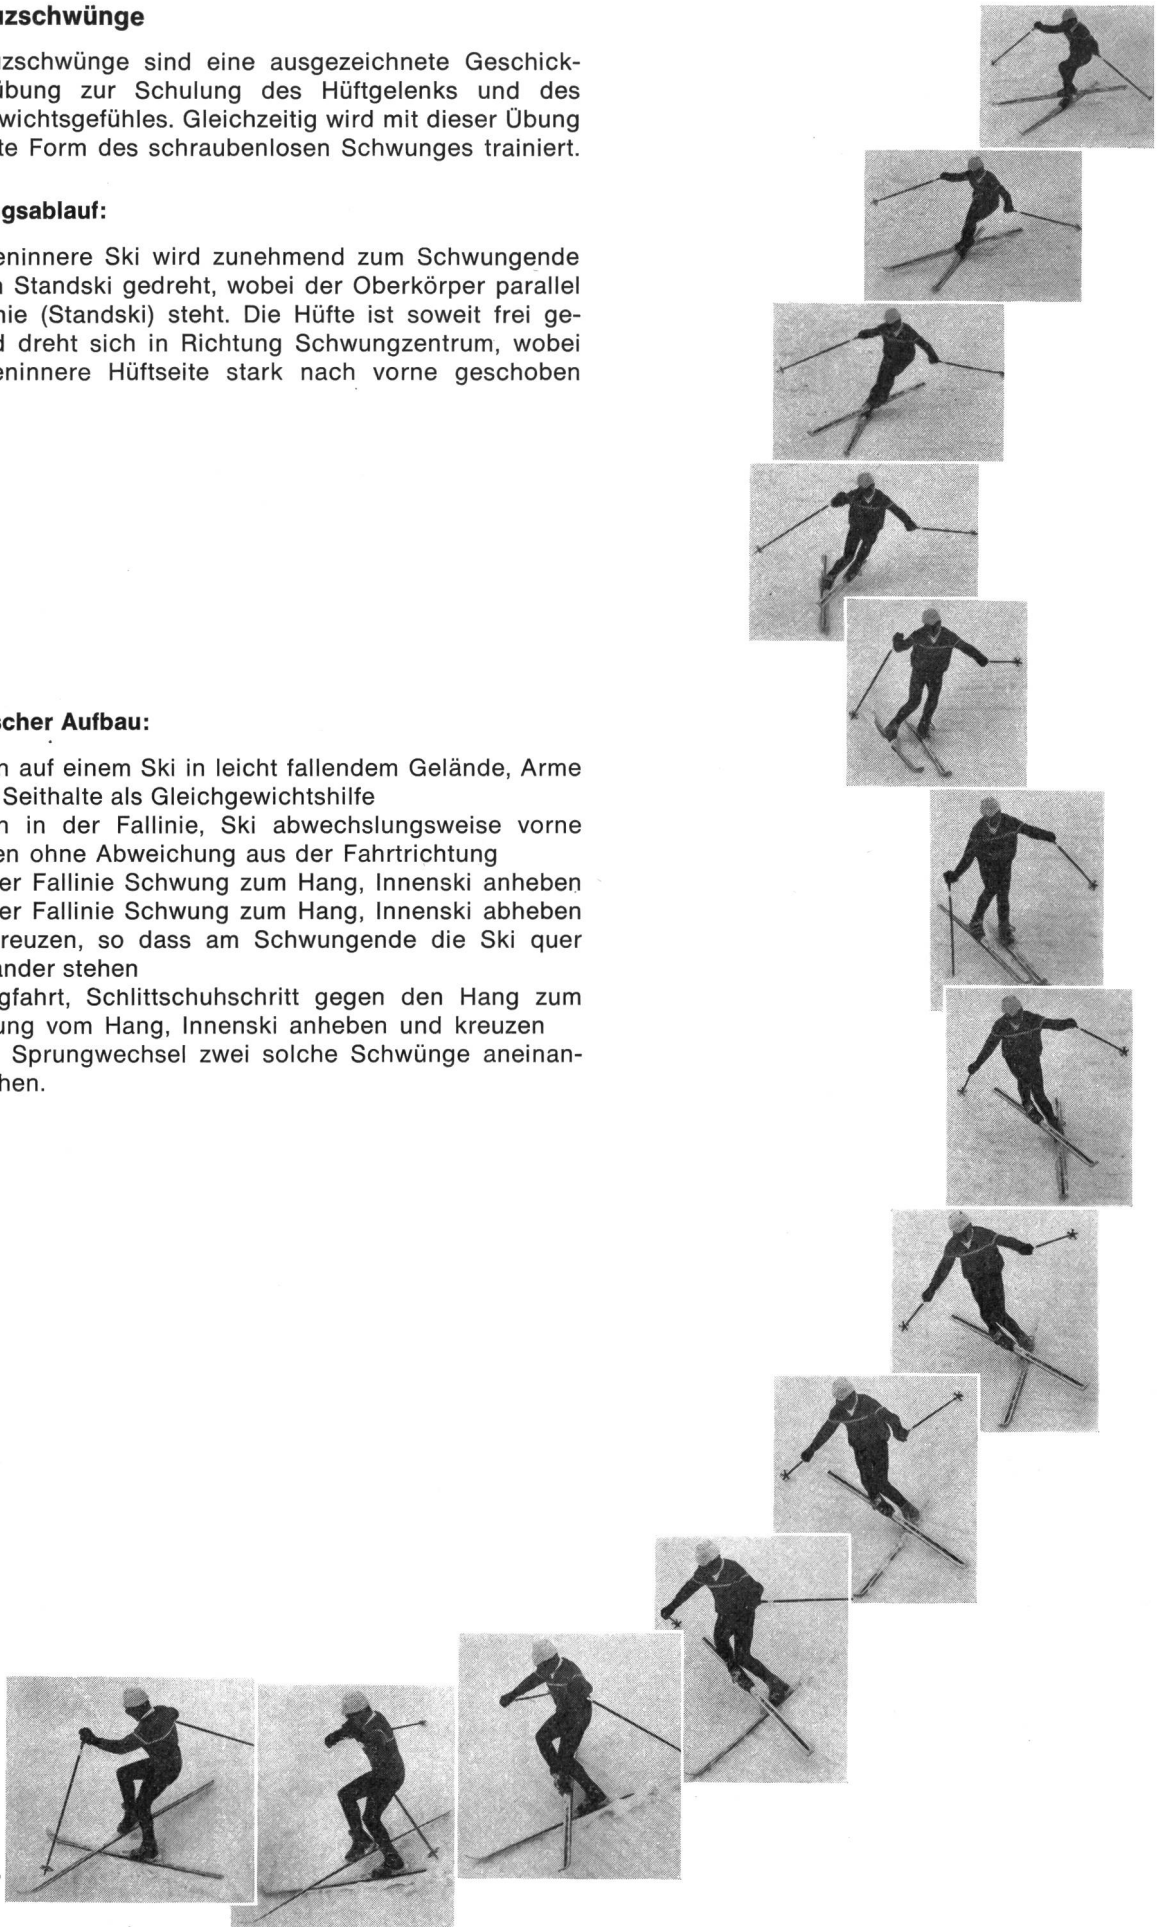 uzschwünge
uzschwünge sind eine ausgezeichnete Geschick-
übung zur Schulung des Hüftgelenks und des
wichtsgefühles. Gleichzeitig wird mit dieser Übung
te Form des schraubenlosen Schwunges trainiert.
gsablauf:
eninnere Ski wird zunehmend zum Schwungende
n Standski gedreht, wobei der Oberkörper parallel
nie (Standski) steht. Die Hüfte ist soweit frei ge-
d dreht sich in Richtung Schwungzentrum, wobei
eninnere Hüftseite stark nach vorne geschoben
scher Aufbau:
n auf einem Ski in leicht fallendem Gelände, Arme
Seithalte als Gleichgewichtshilfe
n in der Fallinie, Ski abwechslungsweise vorne
en ohne Abweichung aus der Fahrtrichtung
er Fallinie Schwung zum Hang, Innenski anheben
er Fallinie Schwung zum Hang, Innenski abheben
reuzen, so dass am Schwungende die Ski quer
ander stehen
gfahrt, Schlittschuhschritt gegen den Hang zum
ung vom Hang, Innenski anheben und kreuzen
Sprungwechsel zwei solche Schwünge aneinan-
hen.